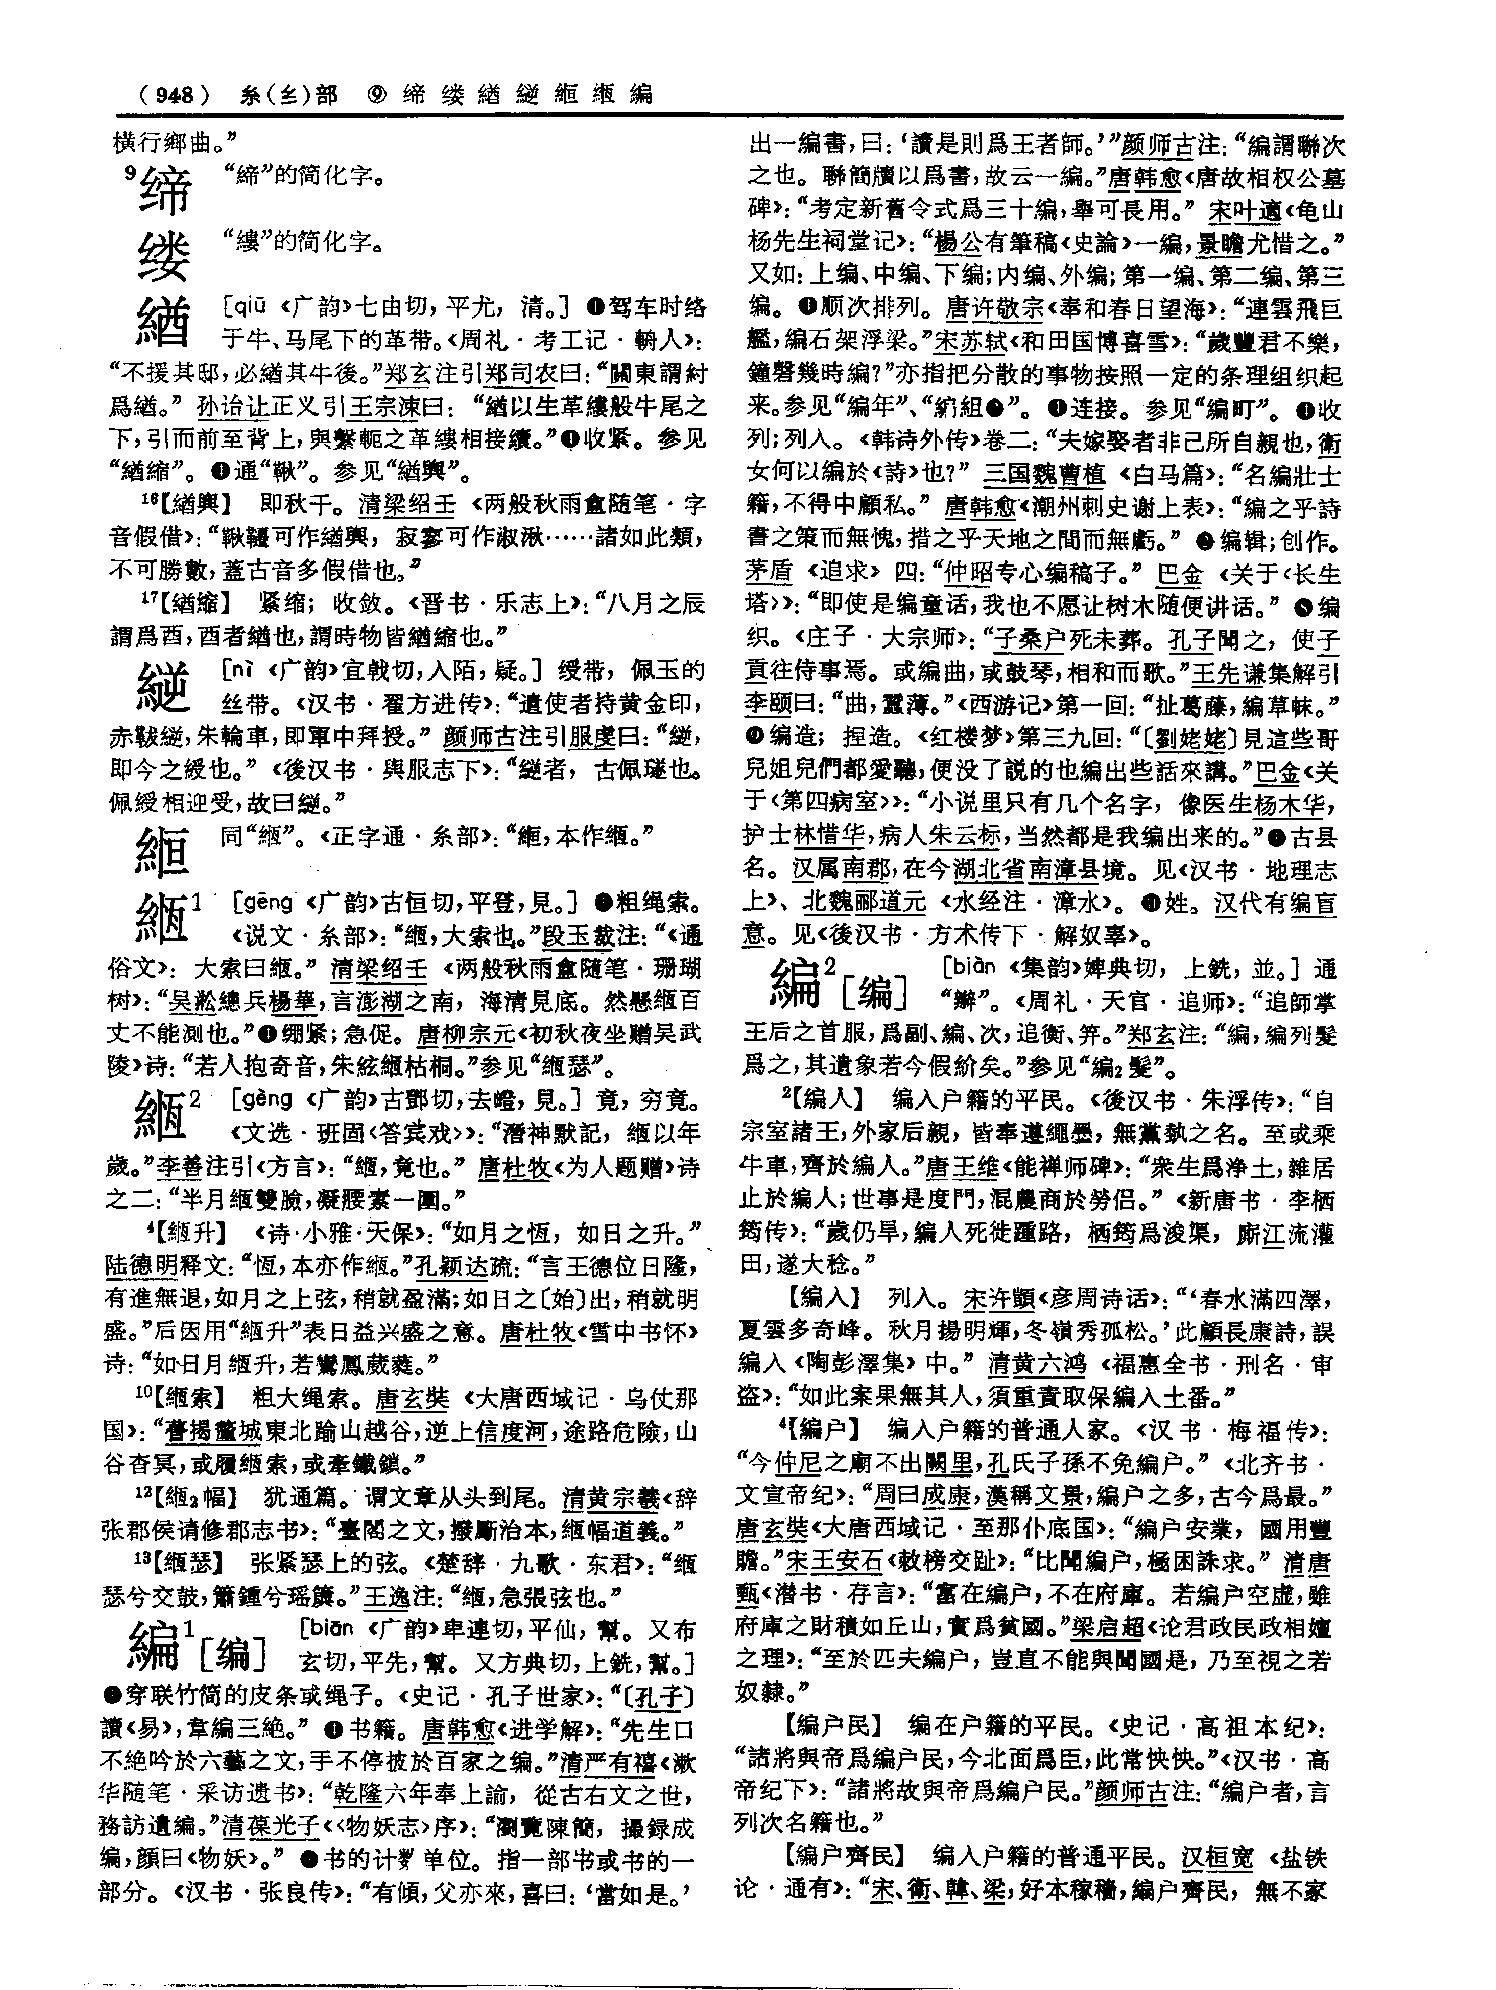 (948) 糸(纟)部 ⑨ 缔 缕 緧 繨 絚 緪 編
橫行鄉曲。”
⁹缔 “締”的简化字。
缕 “縷”的简化字。
緧 [qiū《广韵》七由切,平尤,清。]❶驾车时络
于牛、马尾下的革带。《周礼·考工记·輈人》:
“不援其邸,必緧其牛後。”郑玄注引郑司农曰:“關東謂紂
爲緧。”孙诒让正义引王宗涑曰:“緧以生革縷般牛尾之
下,引而前至背上,與繫軛之革縷相接續。”❷收紧。参见
“緧縮”。❸通“鞦”。参见“緧輿”。
¹⁶【緧輿】 即秋千。清梁绍壬《两般秋雨盦随笔·字
音假借》:“鞦韆可作緧輿,寂寥可作漃漻……諸如此類,
不可勝數,蓋古音多假借也。”
¹⁷【緧縮】 紧缩;收敛。《晋书·乐志上》:“八月之辰
謂爲酉,酉者緧也,謂時物皆緧縮也。”
[nì《广韵》宜戟切,入陌,疑。]绶带,佩玉的
丝带。《汉书·翟方进传》:“遣使者持黄金印,
赤韍縌,朱輪車,即軍中拜授。”颜师古注引服虔曰:“縌,
即今之綬也。”《後汉书·舆服志下》:“縌者,古佩璲也。
佩綬相迎受,故曰縌。”
絚 同“緪”。《正字通·糸部》:“絚,本作緪。”
緪¹ [gēng《广韵》古恒切,平登,見。]❶粗绳索。
《说文·糸部》:“緪,大索也。”段玉裁注:“《通
俗文》:大索曰緪。”清梁绍壬《两般秋雨盦随笔·珊瑚
树》:“吴淞總兵楊華,言澎湖之南,海清見底。然懸緪百
丈不能測也。”❷绷紧;急促。唐柳宗元《初秋夜坐赠吴武
陵》诗:“若人抱奇音,朱絃緪枯桐。”参见“緪瑟”。
緪² [gèng《广韵》古鄧切,去嶝,見。]竟,穷竟。
《文选·班固〈答宾戏〉》:“潛神默記,緪以年
歲。”李善注引《方言》:“緪,竟也。”唐杜牧《为人题赠》诗
之二:“半月緪雙臉,凝腰素一圍。”
⁴【緪升】 《诗·小雅·天保》:“如月之恆,如日之升。”
陆德明释文:“恆,本亦作緪。”孔颖达疏:“言王德位日隆,
有進無退,如月之上弦,稍就盈滿;如日之〔始〕出,稍就明
盛。”后因用“緪升”表日益兴盛之意。唐杜牧《雪中书怀》
诗:“如日月緪升,若鸞鳳葳蕤。”
¹⁰【緪索】 粗大绳索。唐玄奘《大唐西域记·乌仗那
国》:“瞢揭釐城東北踰山越谷,逆上信度河,途路危險,山
谷杳冥,或履緪索,或牽鐵鎖。”
¹²【緪₂幅】 犹通篇。谓文章从头到尾。清黄宗羲《辞
张郡侯请修郡志书》:“臺閣之文,撥劚治本,緪幅道義。”
¹³【緪瑟】 张紧瑟上的弦。《楚辞·九歌·东君》:“緪
瑟兮交鼓,簫鍾兮瑶簴。”王逸注:“緪,急張弦也。”
編¹[编] [biān《广韵》卑連切,平仙,幫。又布
玄切,平先,幫。又方典切,上銑,幫。]
❶穿联竹简的皮条或绳子。《史记·孔子世家》:“〔孔子〕
讀《易》,韋編三絶。”❷书籍。唐韩愈《进学解》:“先生口
不絶吟於六藝之文,手不停披於百家之编。”清严有禧《漱
华随笔·采访遗书》:“乾隆六年奉上諭,從古右文之世,
務訪遺編。”清葆光子《〈物妖志〉序》:“瀏覽陳簡,撮録成
编,顔曰《物妖》。”❸书的计数单位。指一部书或书的一
部分。《汉书·张良传》:“有頃,父亦來,喜曰:‘當如是。’
出一編書,曰:‘讀是則爲王者師。’”颜师古注:“编謂聯次
之也。聯簡牘以爲書,故云一編。”唐韩愈《唐故相权公墓
碑》:“考定新舊令式爲三十編,舉可長用。”宋叶適《龟山
杨先生祠堂记》:“楊公有筆稿《史論》一編,景瞻尤惜之。”
又如:上编、中编、下编;内编、外编;第一编、第二编、第三
编。❹顺次排列。唐许敬宗《奉和春日望海》:“連雲飛巨
艦,编石架浮梁。”宋苏轼《和田国博喜雪》:“歲豐君不樂,
鐘磬幾時編?”亦指把分散的事物按照一定的条理组织起
来。参见“編年”、“編組❶”。❺连接。参见“編町”。❻收
列;列入。《韩诗外传》卷二:“夫嫁娶者非己所自親也,衛
女何以編於《詩》也?”三国魏曹植《白马篇》:“名編壯士
籍,不得中顧私。”唐韩愈《潮州刺史谢上表》:“编之乎詩
書之策而無愧,措之乎天地之間而無虧。”❼编辑;创作。
茅盾《追求》四:“仲昭专心编稿子。”巴金《关于〈长生
塔〉》:“即使是编童话,我也不愿让树木随便讲话。”❽编
织。《庄子·大宗师》:“子桑户死未葬。孔子聞之,使子
貢往侍事焉。或編曲,或鼓琴,相和而歌。”王先谦集解引
李颐曰:“曲,蠶薄。”《西游记》第一回:“扯葛藤,編草帓。”
❾编造;捏造。《红楼梦》第三九回:“〔劉姥姥〕見這些哥
兒姐兒們都愛聽,便没了説的也編出些話來講。”巴金《关
于〈第四病室〉》:“小说里只有几个名字,像医生杨木华,
护士林惜华,病人朱云标,当然都是我编出来的。”❿古县
名。汉属南郡,在今湖北省南漳县境。见《汉书·地理志
上》、北魏郦道元《水经注·漳水》。⓫姓。汉代有编盲
意。见《後汉书·方术传下·解奴辜》。
編²[编] [biàn《集韵》婢典切,上銑,並。]通
“辮”。《周礼·天官·追师》:“追師掌
王后之首服,爲副、編、次,追衡、笄。”郑玄注:“編,編列髮
爲之,其遺象若今假紒矣。”参见“編₂髮”。
²【編人】 编入户籍的平民。《後汉书·朱浮传》:“自
宗室諸王,外家后親,皆奉遵繩墨,無黨埶之名。至或乘
牛車,齊於編人。”唐王维《能禅师碑》:“衆生爲净土,雜居
止於編人;世事是度門,混農商於勞侣。”《新唐书·李栖
筠传》:“歲仍旱,編人死徙踵路,栖筠爲浚渠,廝江流灌
田,遂大稔。”
【編入】 列入。宋许顗《彦周诗话》:“‘春水滿四澤,
夏雲多奇峰。秋月揚明輝,冬嶺秀孤松。’此顧長康詩,誤
編入《陶彭澤集》中。”清黄六鸿《福惠全书·刑名·审
盗》:“如此案果無其人,須重責取保編入土番。”
⁴【編户】 编入户籍的普通人家。《汉书·梅福传》:
“今仲尼之廟不出闕里,孔氏子孫不免編户。”《北齐书·
文宣帝纪》:“周曰成康,漢稱文景,編户之多,古今爲最。”
唐玄奘《大唐西域记·至那仆底国》:“編户安業,國用豐
贍。”宋王安石《敕榜交趾》:“比聞編户,極困誅求。”清唐
甄《潜书·存言》:“富在編户,不在府庫。若編户空虚,雖
府庫之財積如丘山,實爲貧國。”梁启超《论君政民政相嬗
之理》:“至於匹夫編户,豈直不能與聞國是,乃至視之若
奴隸。”
【編户民】 编在户籍的平民。《史记·高祖本纪》:
“諸將與帝爲編户民,今北面爲臣,此常怏怏。”《汉书·高
帝纪下》:“諸將故與帝爲編户民。”颜师古注:“編户者,言
列次名籍也。”
【編户齊民】 编入户籍的普通平民。汉桓宽《盐铁
论·通有》:“宋、衛、韓、梁,好本稼穡,編户齊民,無不家